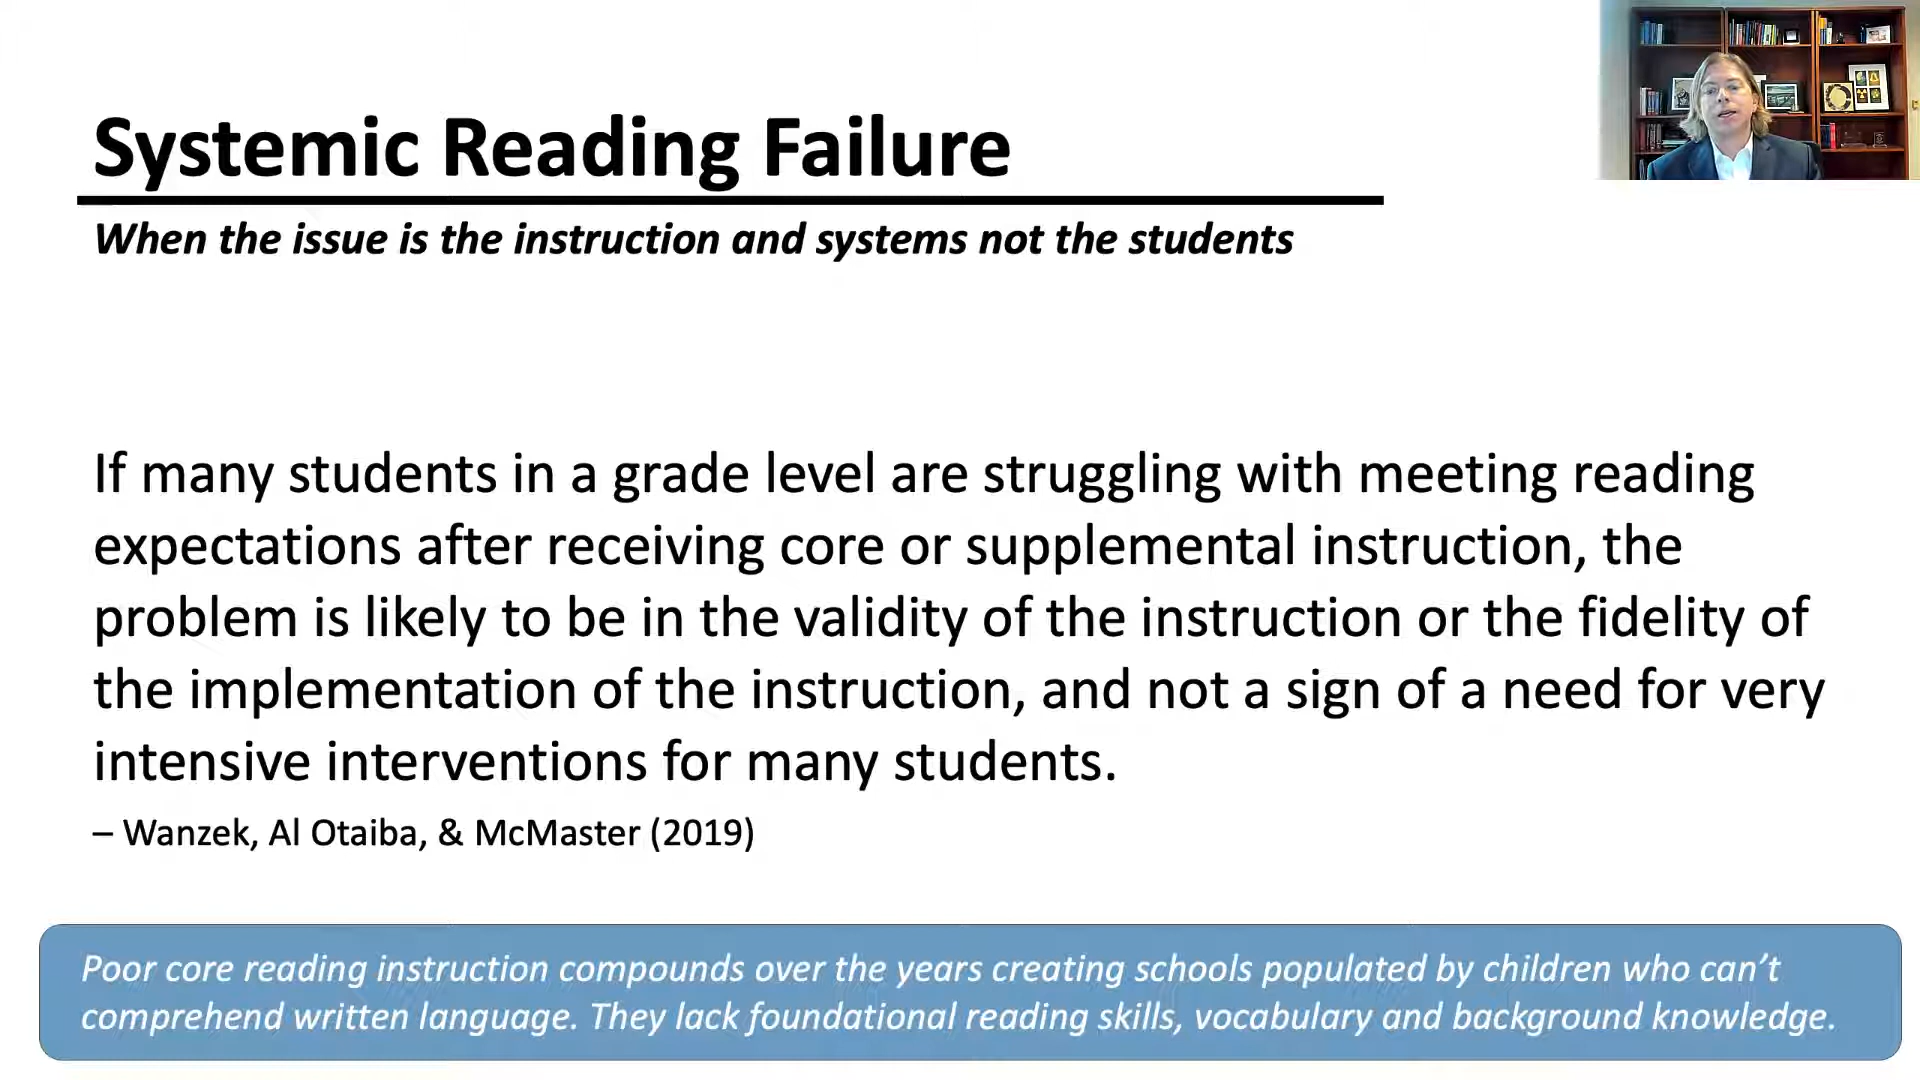 Systemic Reading Failure
When the issue is the instruction and systems not the students
If many students in a grade level are struggling with meeting reading
expectations after receiving core or supplemental instruction, the
problem is likely to be in the validity of the instruction or the fidelity of
the implementation of the instruction, and not a sign of a need for very
intensive interventions for many students.
– Wanzek, Al Otaiba, & McMaster (2019)
Poor core reading instruction compounds over the years creating schools populated by children who can’t
comprehend written language. They lack foundational reading skills, vocabulary and background knowledge.